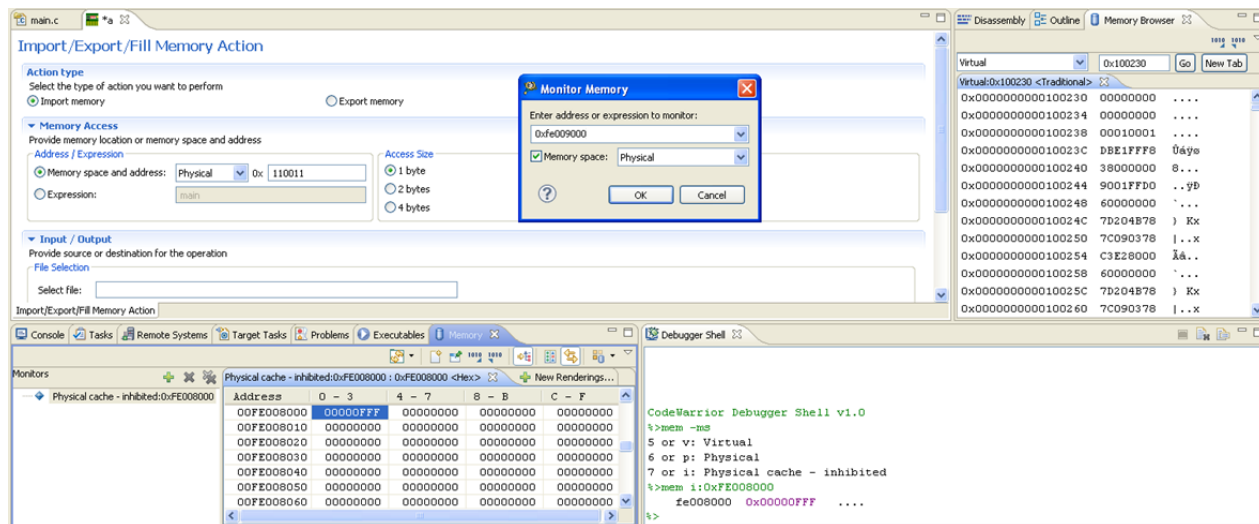 main.c
*a
Import/Export/Fill Memory Action
Action type
Select the type of action you want to perform
Import memory
Export memory
Memory Access
Provide memory location or memory space and address
Address / Expression
Memory space and address: Physical 0x 110011
Expression: main
Access Size
1 byte
2 bytes
4 bytes
Input / Output
Provide source or destination for the operation
File Selection
Select file:
Import/Export/Fill Memory Action
Monitor Memory
Enter address or expression to monitor:
0xfe009000
Memory space: Physical
OK Cancel
Disassembly Outline Memory Browser
Virtual 0x100230 Go New Tab
Virtual:0x100230 <Traditional>
0x0000000000100230 00000000 ....
0x0000000000100234 00000000 ....
0x0000000000100238 00010001 ....
0x000000000010023C DBE1FFF8 Ûáÿø
0x0000000000100240 38000000 8...
0x0000000000100244 9001FFD0 ..ÿÐ
0x0000000000100248 60000000 `...
0x000000000010024C 7D204B78 } Kx
0x0000000000100250 7C090378 |..x
0x0000000000100254 C3E28000 Ãâ..
0x0000000000100258 60000000 `...
0x000000000010025C 7D204B78 } Kx
0x0000000000100260 7C090378 |..x
Console Tasks Remote Systems Target Tasks Problems Executables Memory
Monitors
Physical cache - inhibited:0xFE008000
Physical cache - inhibited:0xFE008000 : 0xFE008000 <Hex>
New Renderings...
Address 0 - 3 4 - 7 8 - B C - F
00FE008000 00000FFF 00000000 00000000 00000000
00FE008010 00000000 00000000 00000000 00000000
00FE008020 00000000 00000000 00000000 00000000
00FE008030 00000000 00000000 00000000 00000000
00FE008040 00000000 00000000 00000000 00000000
00FE008050 00000000 00000000 00000000 00000000
00FE008060 00000000 00000000 00000000 00000000
Debugger Shell
CodeWarrior Debugger Shell v1.0
%>mem -ms
5 or v: Virtual
6 or p: Physical
7 or i: Physical cache - inhibited
%>mem i:0xFE008000
fe008000 0x00000FFF ....
%>